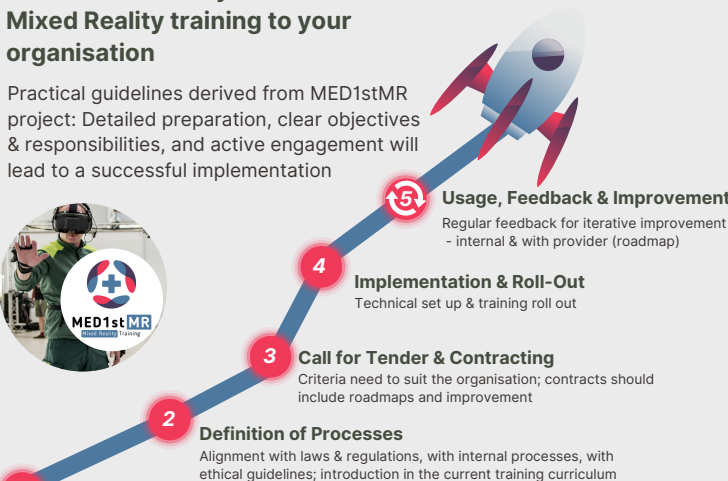 Mixed Reality training to your
organisation
Practical guidelines derived from MED1stMR
project: Detailed preparation, clear objectives
& responsibilities, and active engagement will
lead to a successful implementation
5
Usage, Feedback & Improvement
Regular feedback for iterative improvement
- internal & with provider (roadmap)
4
Implementation & Roll-Out
Technical set up & training roll out
MED1stMR
Mixed Reality Training
3
Call for Tender & Contracting
Criteria need to suit the organisation; contracts should
include roadmaps and improvement
2
Definition of Processes
Alignment with laws & regulations, with internal processes, with
ethical guidelines; introduction in the current training curriculum